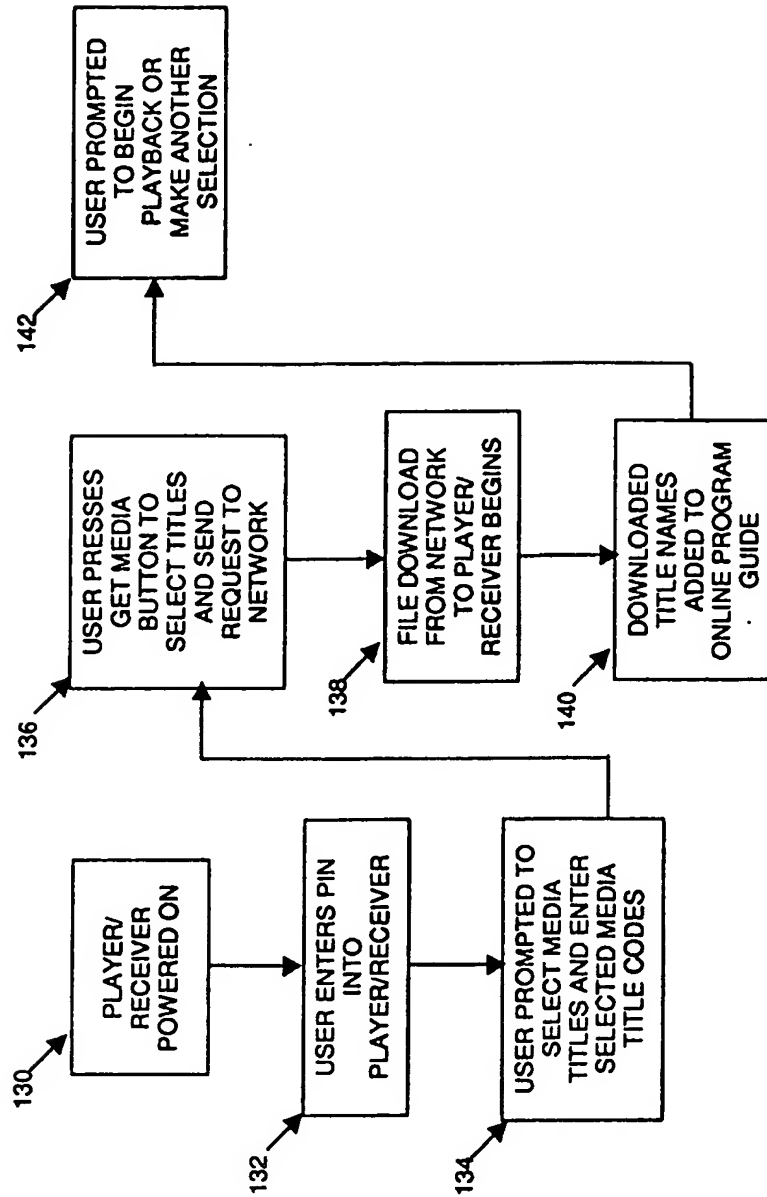 130
PLAYER/
RECEIVER
POWERED ON
132
USER ENTERS PIN
INTO
PLAYER/RECEIVER
134
USER PROMPTED TO
SELECT MEDIA
TITLES AND ENTER
SELECTED MEDIA
TITLE CODES
136
USER PRESSES
GET MEDIA
BUTTON TO
SELECT TITLES
AND SEND
REQUEST TO
NETWORK
138
FILE DOWNLOAD
FROM NETWORK
TO PLAYER/
RECEIVER BEGINS
140
DOWNLOADED
TITLE NAMES
ADDED TO
ONLINE PROGRAM
GUIDE
142
USER PROMPTED
TO BEGIN
PLAYBACK OR
MAKE ANOTHER
SELECTION